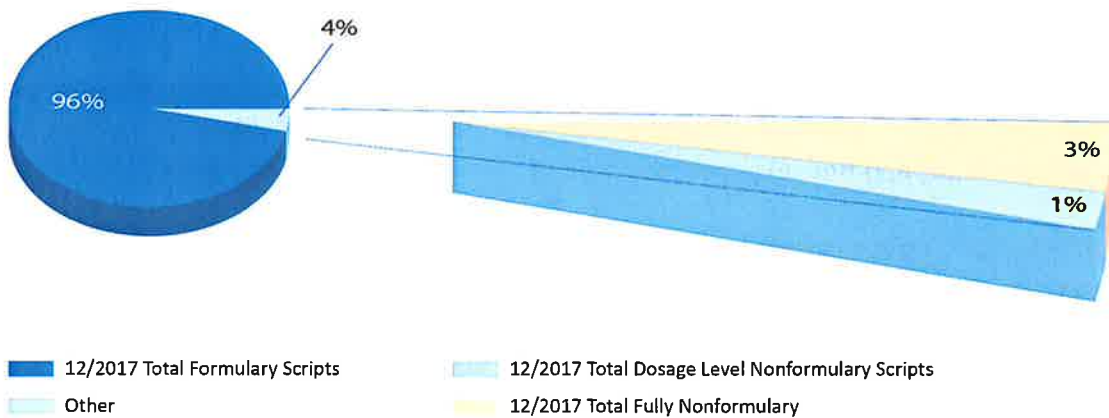 4%
96%
3%
1%
12/2017 Total Formulary Scripts
12/2017 Total Dosage Level Nonformulary Scripts
Other
12/2017 Total Fully Nonformulary